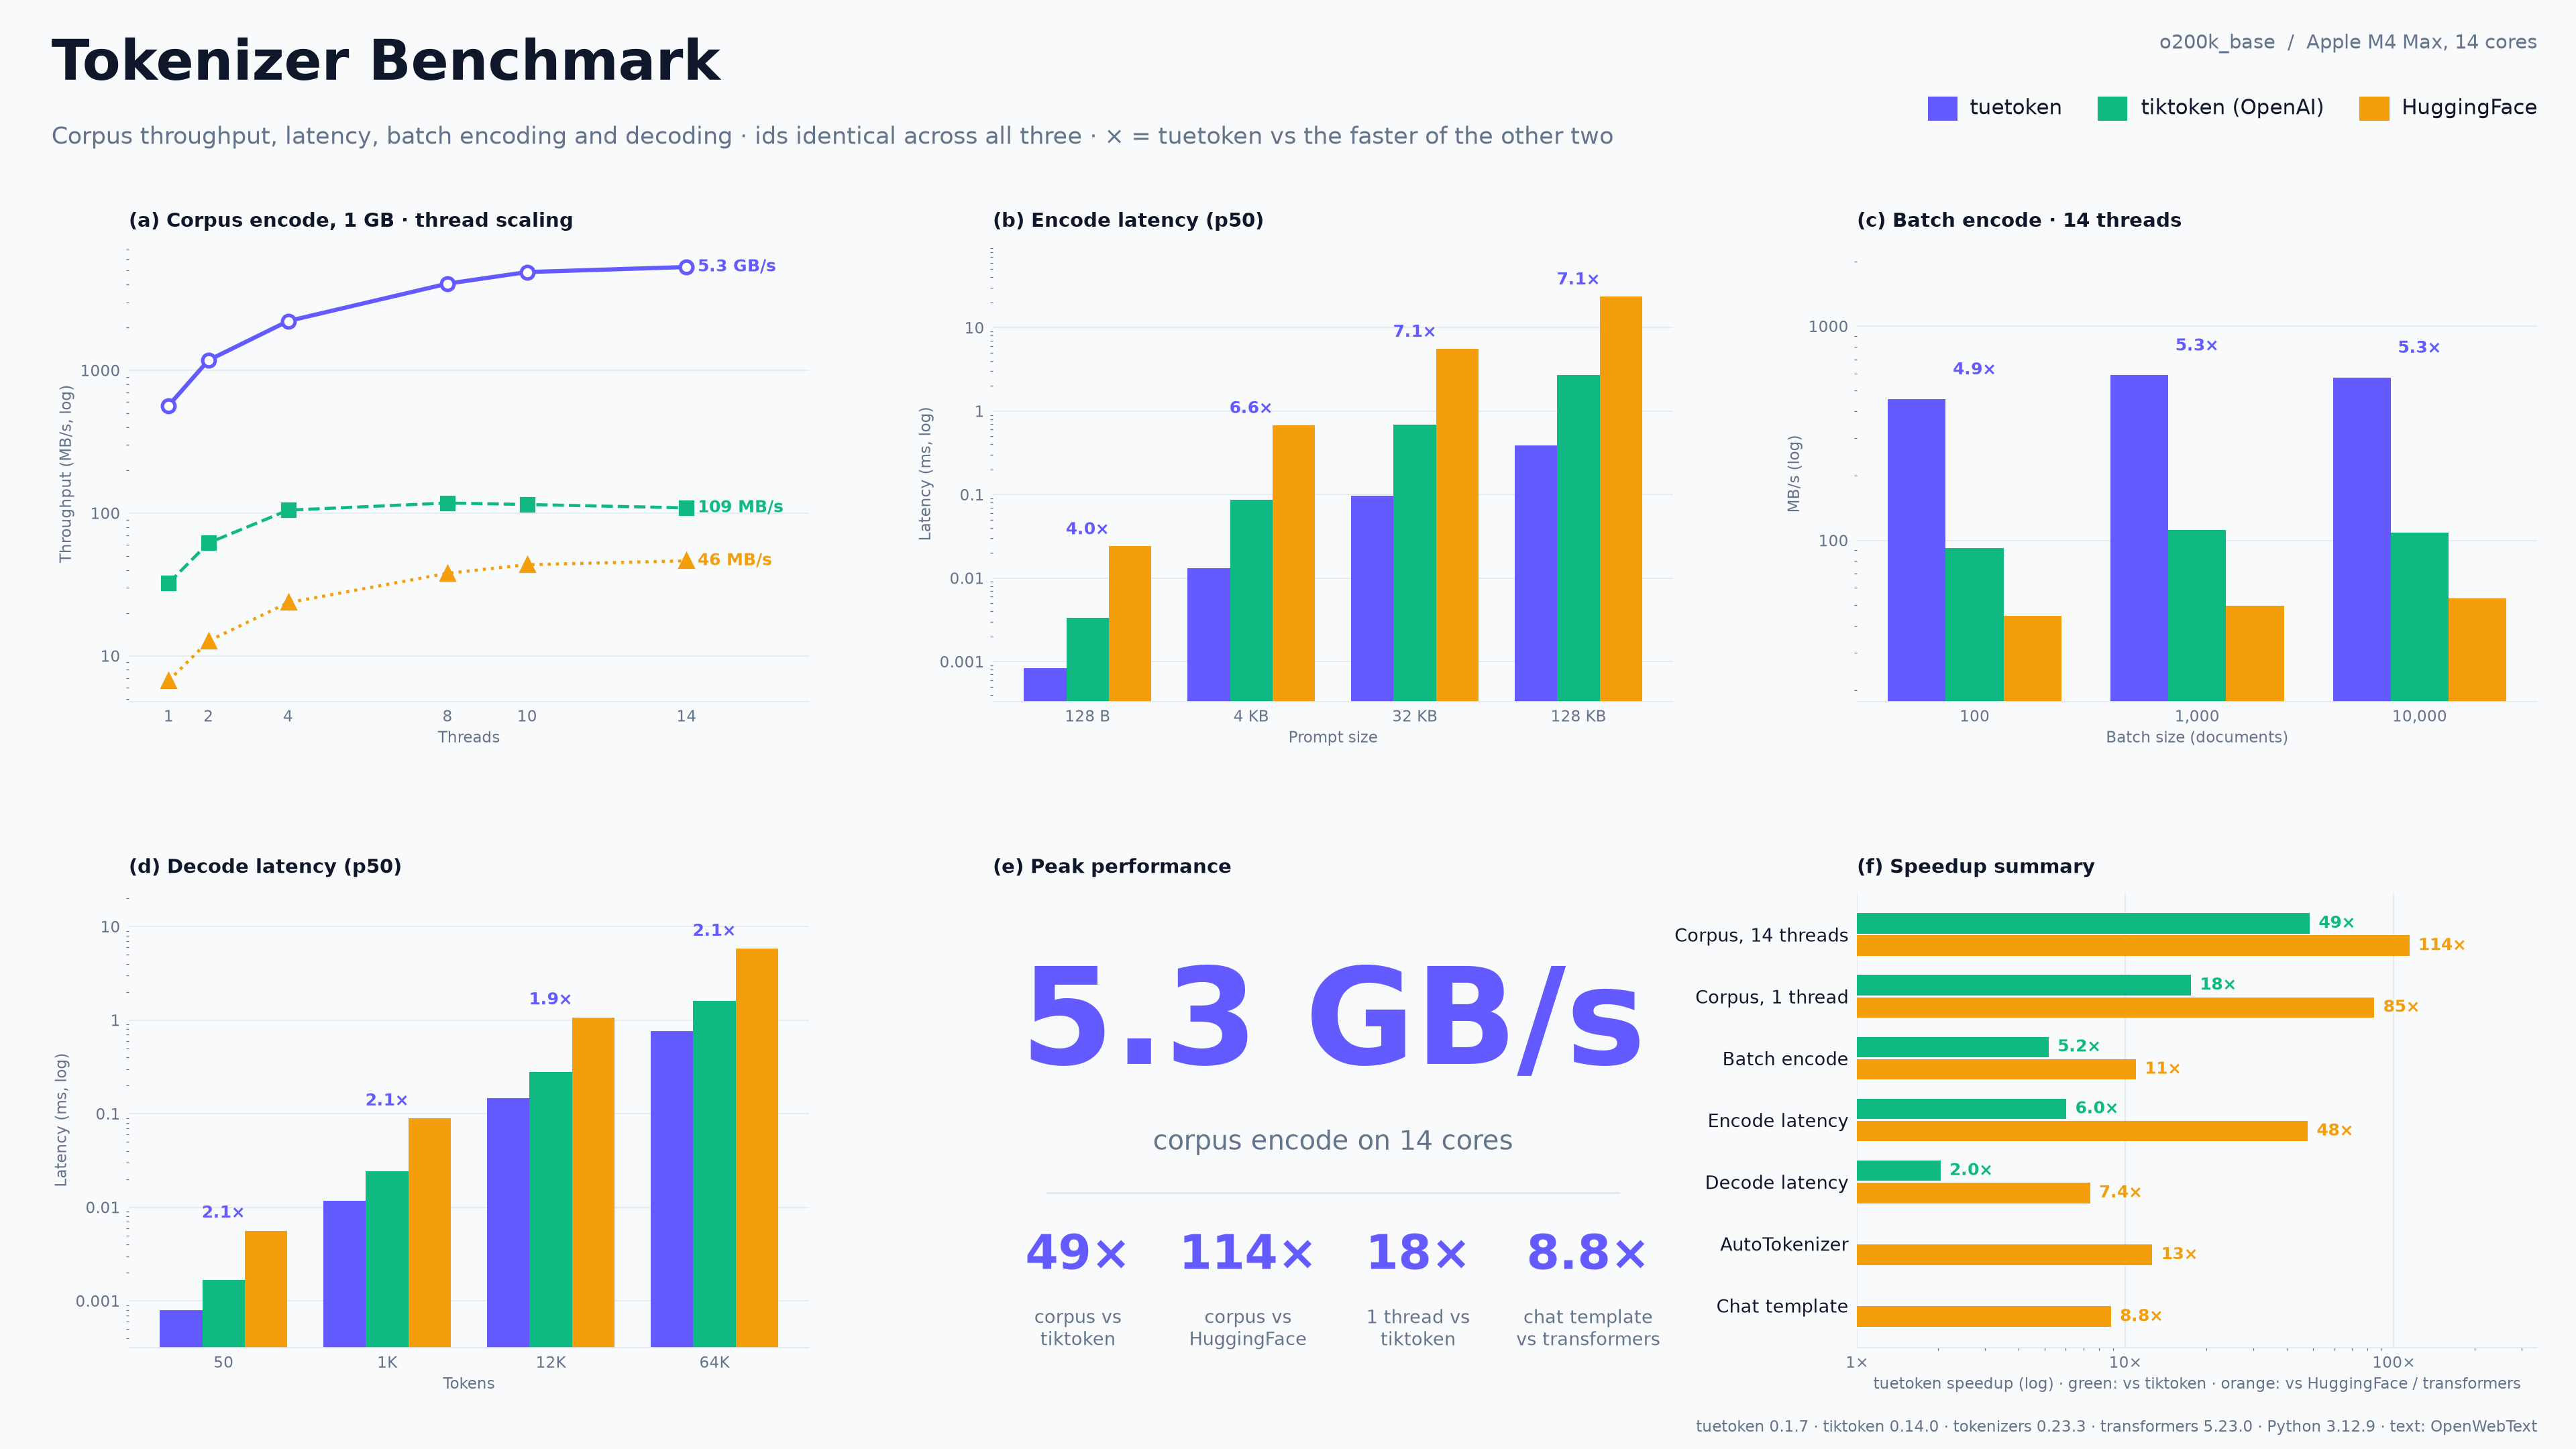 Tokenizer Benchmark
o200k_base / Apple M4 Max, 14 cores
tuetoken
tiktoken (OpenAI)
HuggingFace
Corpus throughput, latency, batch encoding and decoding · ids identical across all three · × = tuetoken vs the faster of the other two
(a) Corpus encode, 1 GB · thread scaling
Throughput (MB/s, log)
1000
100
10
5.3 GB/s
109 MB/s
46 MB/s
1 2 4 8 10 14
Threads
(b) Encode latency (p50)
Latency (ms, log)
10
1
0.1
0.01
0.001
4.0×
6.6×
7.1×
7.1×
128 B 4 KB 32 KB 128 KB
Prompt size
(c) Batch encode · 14 threads
MB/s (log)
1000
100
4.9×
5.3×
5.3×
100 1,000 10,000
Batch size (documents)
(d) Decode latency (p50)
Latency (ms, log)
10
1
0.1
0.01
0.001
2.1×
2.1×
1.9×
2.1×
50 1K 12K 64K
Tokens
(e) Peak performance
5.3 GB/s
corpus encode on 14 cores
49×
corpus vs
tiktoken
114×
corpus vs
HuggingFace
18×
1 thread vs
tiktoken
8.8×
chat template
vs transformers
(f) Speedup summary
Corpus, 14 threads
49×
114×
Corpus, 1 thread
18×
85×
Batch encode
5.2×
11×
Encode latency
6.0×
48×
Decode latency
2.0×
7.4×
AutoTokenizer
13×
Chat template
8.8×
1× 10× 100×
tuetoken speedup (log) · green: vs tiktoken · orange: vs HuggingFace / transformers
tuetoken 0.1.7 · tiktoken 0.14.0 · tokenizers 0.23.3 · transformers 5.23.0 · Python 3.12.9 · text: OpenWebText